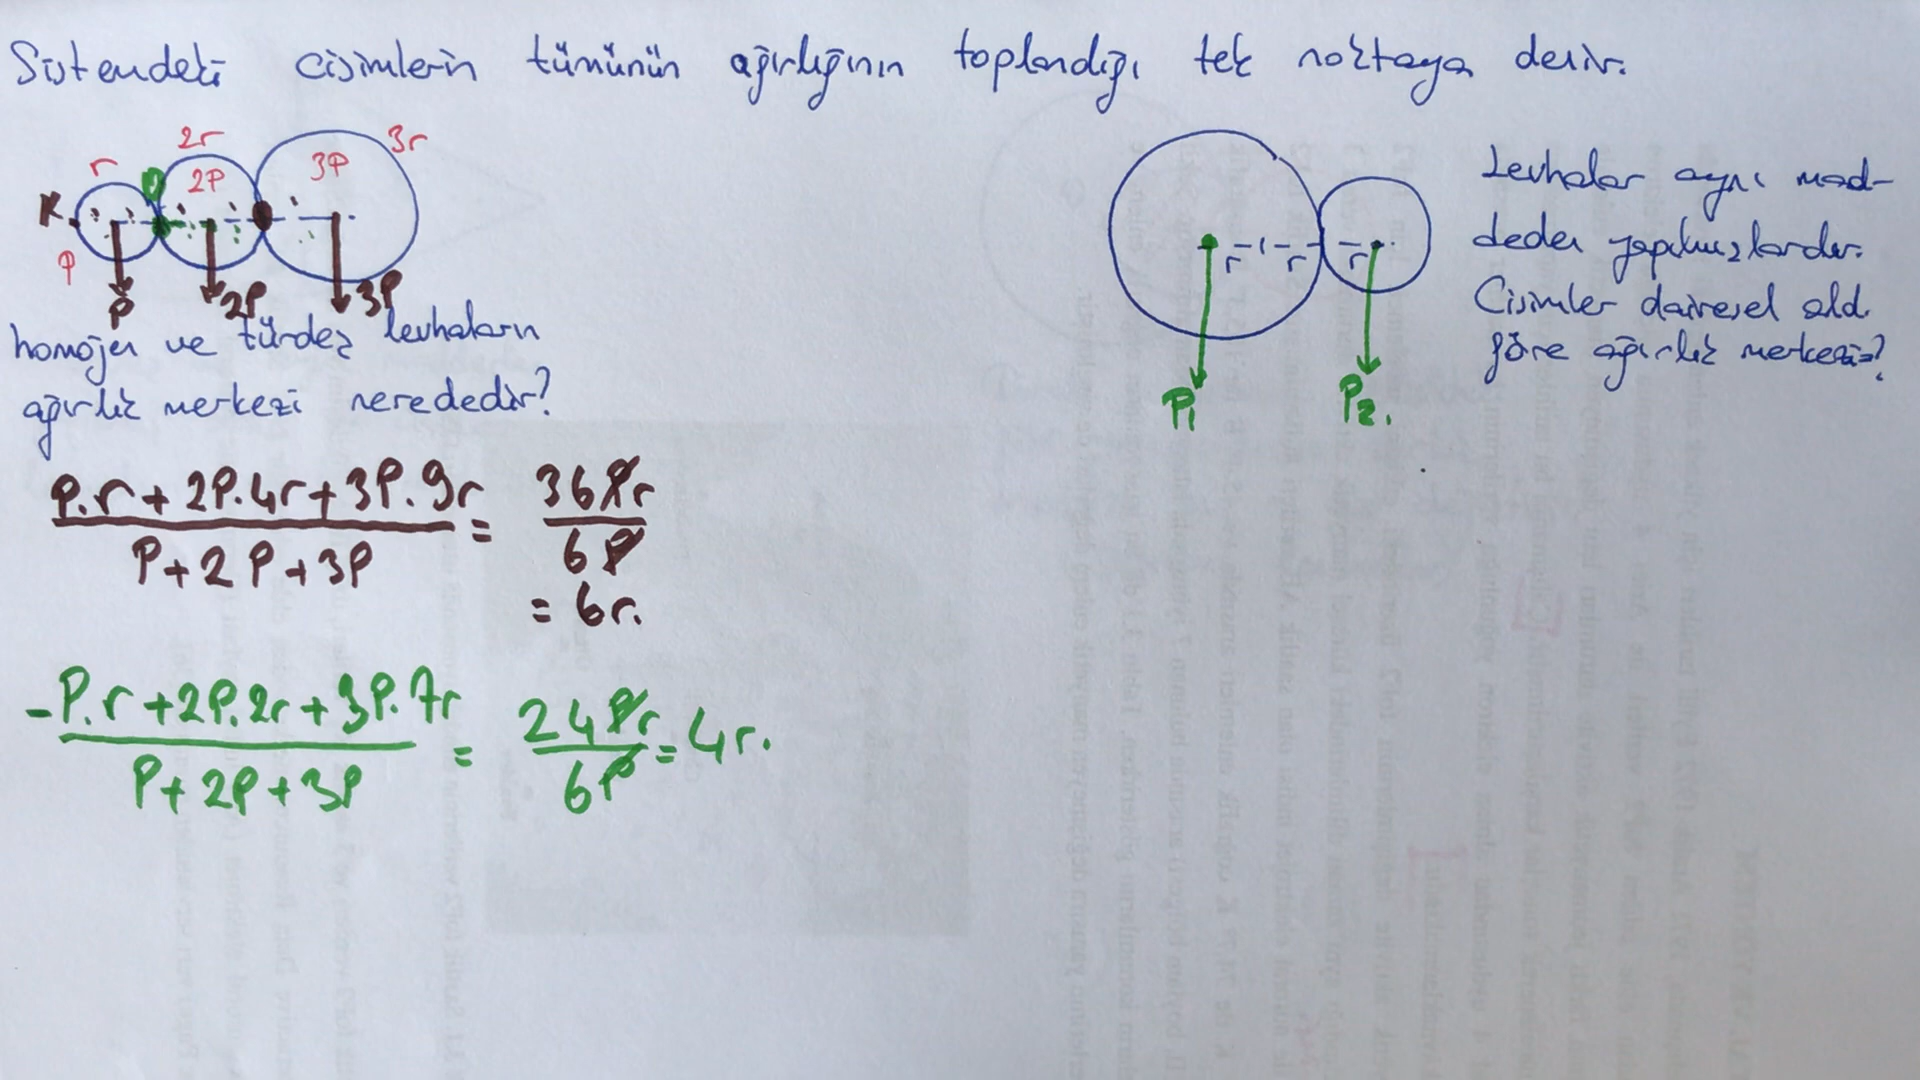 Sistemdeki cisimlerin tümünün ağırlığının toplandığı tek noktaya denir.
r 2r 3r
2P 3P
K. O
P
P 2P 3P
homojen ve türdeş levhaların
ağırlık merkezi nerededir?
P.r + 2P.4r + 3P.9r = 36Pr
P + 2P + 3P 6P
= 6r.
-P.r + 2P.2r + 3P.7r = 24Pr = 4r.
P + 2P + 3P 6P
r r r
P1 P2.
Levhalar aynı mad-
deden yapılmışlardır.
Cisimler dairesel old.
göre ağırlık merkezi=?